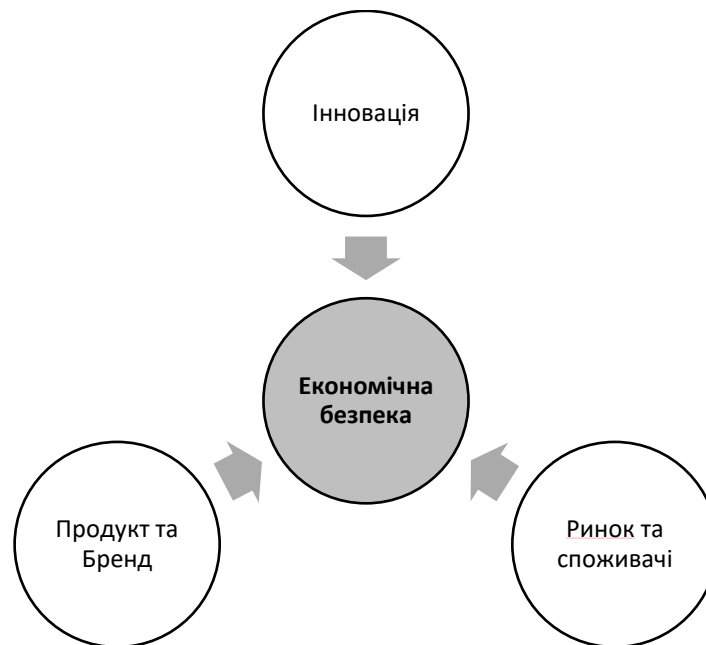 Інновація
Економічна
безпека
Продукт та
Бренд
Ринок та
споживачі